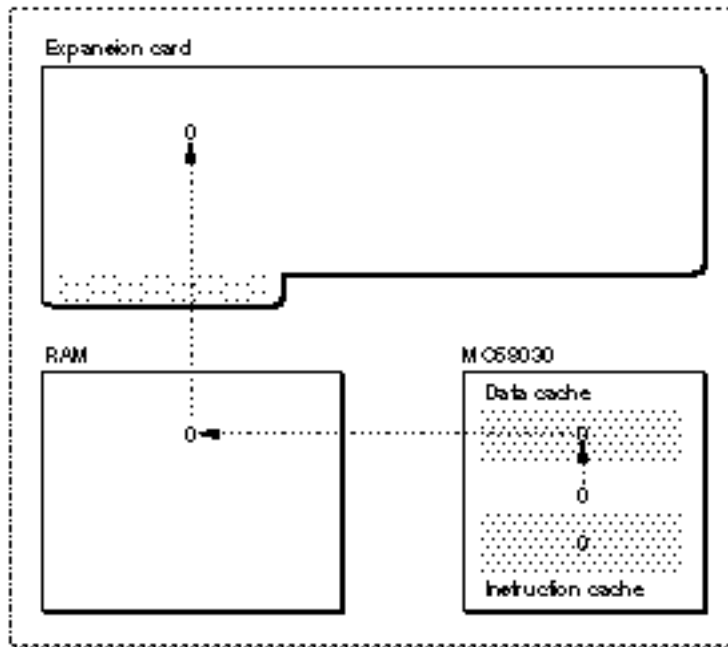 Expansion card
0
RAM
MC68030
Data cache
0
0
0
0
Instruction cache